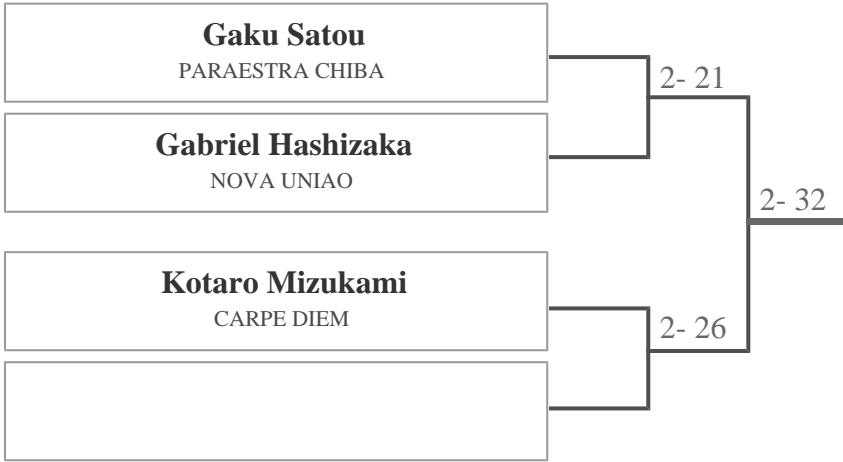 Gaku Satou
PARAESTRA CHIBA
2- 21
Gabriel Hashizaka
NOVA UNIAO
2- 32
Kotaro Mizukami
CARPE DIEM
2- 26